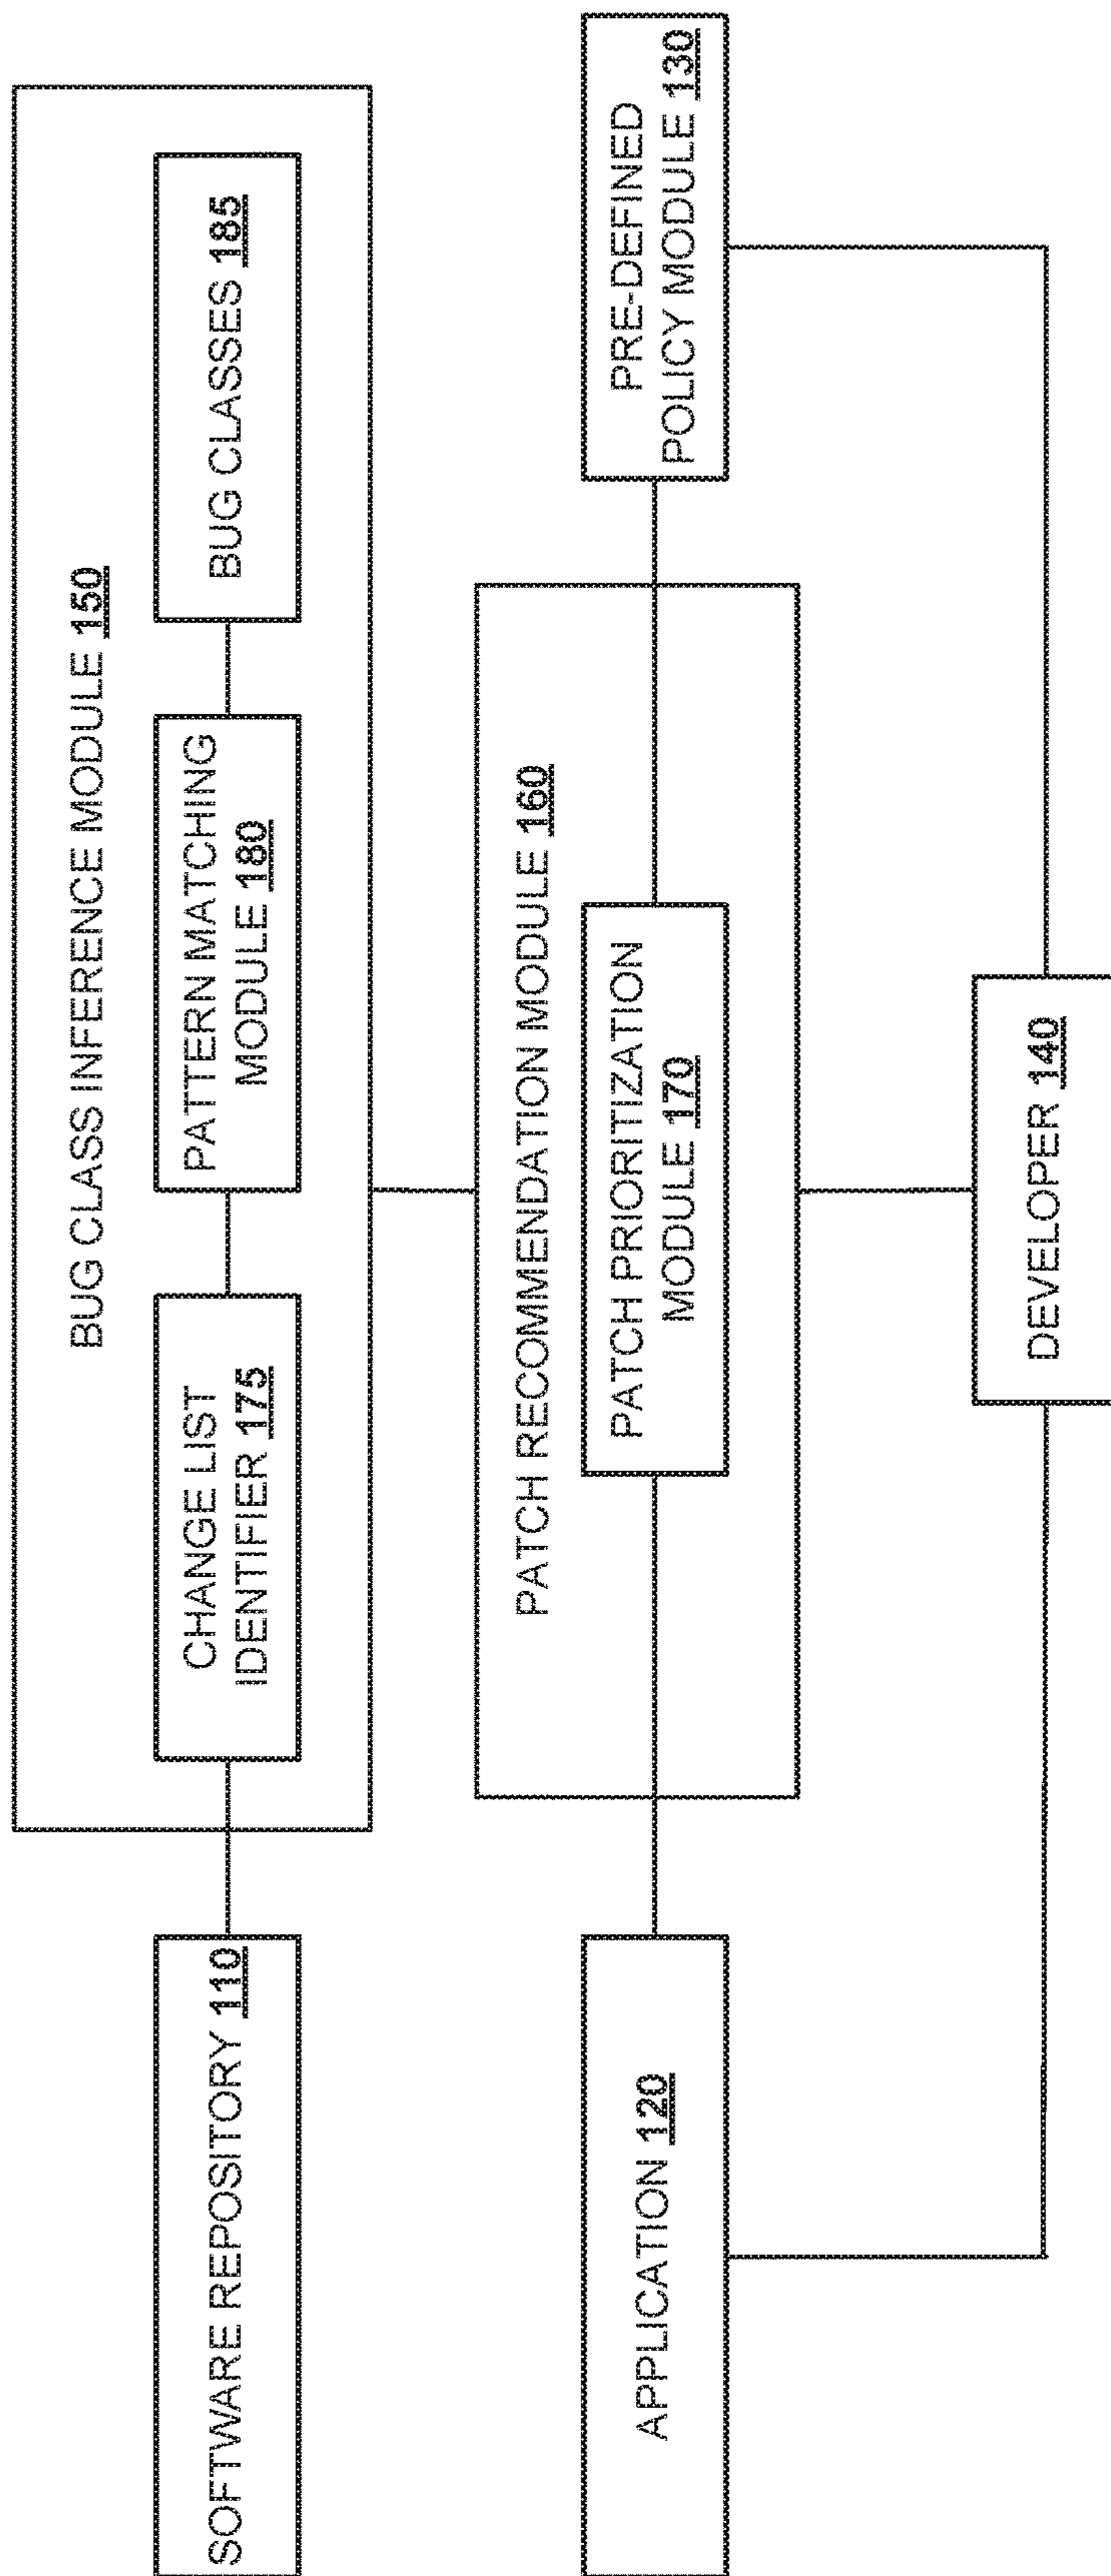 BUG CLASS INFERENCE MODULE 150
SOFTWARE REPOSITORY 110
CHANGE LIST
IDENTIFIER 175
PATTERN MATCHING
MODULE 180
BUG CLASSES 185
PATCH RECOMMENDATION MODULE 160
APPLICATION 120
PATCH PRIORITIZATION
MODULE 170
PRE-DEFINED
POLICY MODULE 130
DEVELOPER 140